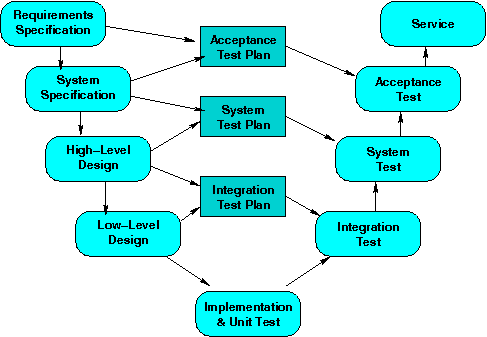 Requirements
Specification
Service
Acceptance
Test Plan
System
Specification
Acceptance
Test
System
Test Plan
High-Level
Design
System
Test
Integration
Test Plan
Low-Level
Design
Integration
Test
Implementation
& Unit Test